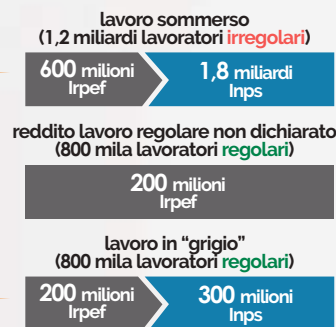 lavoro sommerso
(1,2 miliardi lavoratori irregolari)
600 milioni
Irpef
1,8 miliardi
Inps
reddito lavoro regolare non dichiarato
(800 mila lavoratori regolari)
200 milioni
Irpef
lavoro in “grigio”
(800 mila lavoratori regolari)
200 milioni
Irpef
300 milioni
Inps